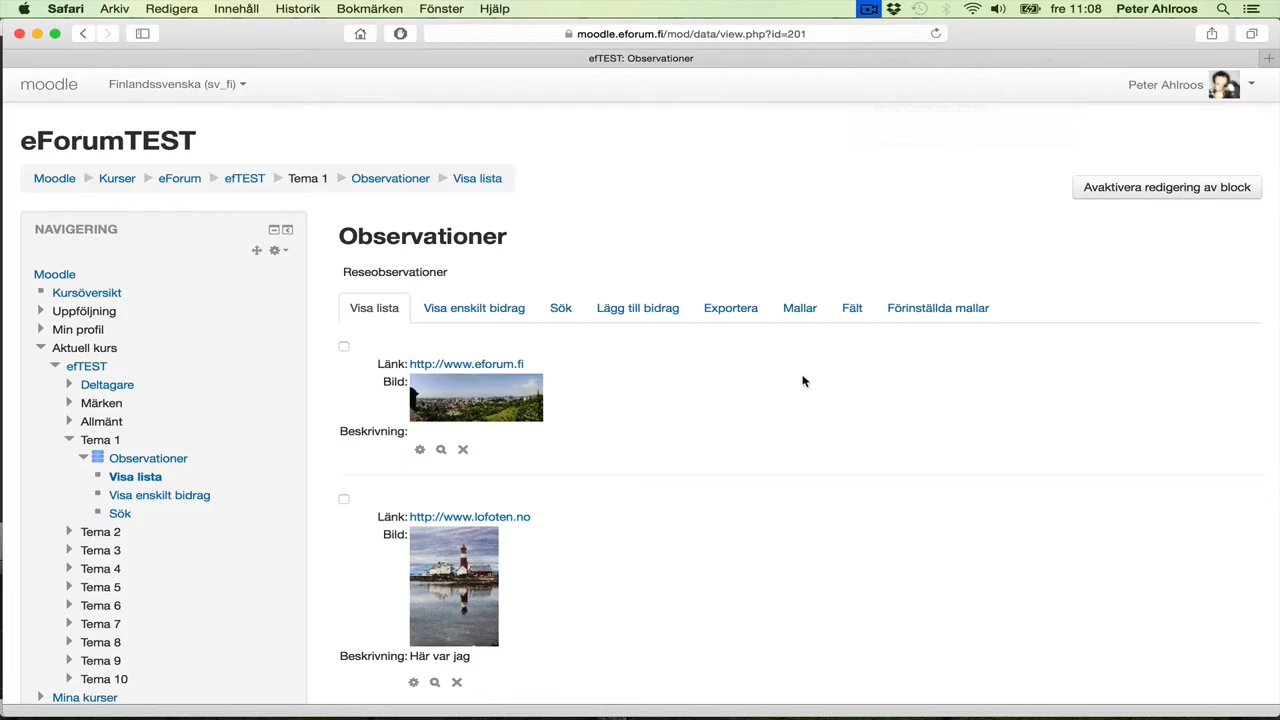 Safari Arkiv Redigera Innehåll Historik Bokmärken Fönster Hjälp fre 11:08 Peter Ahlroos
moodle.eforum.fi/mod/data/view.php?id=201
efTEST: Observationer
moodle Finlandssvenska (sv_fi) Peter Ahlroos
eForumTEST
Moodle Kurser eForum efTEST Tema 1 Observationer Visa lista
Avaktivera redigering av block
NAVIGERING
Moodle
Kursöversikt
Uppföljning
Min profil
Aktuell kurs
efTEST
Deltagare
Märken
Allmänt
Tema 1
Observationer
Visa lista
Visa enskilt bidrag
Sök
Tema 2
Tema 3
Tema 4
Tema 5
Tema 6
Tema 7
Tema 8
Tema 9
Tema 10
Mina kurser
Observationer
Reseobservationer
Visa lista Visa enskilt bidrag Sök Lägg till bidrag Exportera Mallar Fält Förinställda mallar
Länk: http://www.eforum.fi
Bild:
Beskrivning:
Länk: http://www.lofoten.no
Bild:
Beskrivning: Här var jag